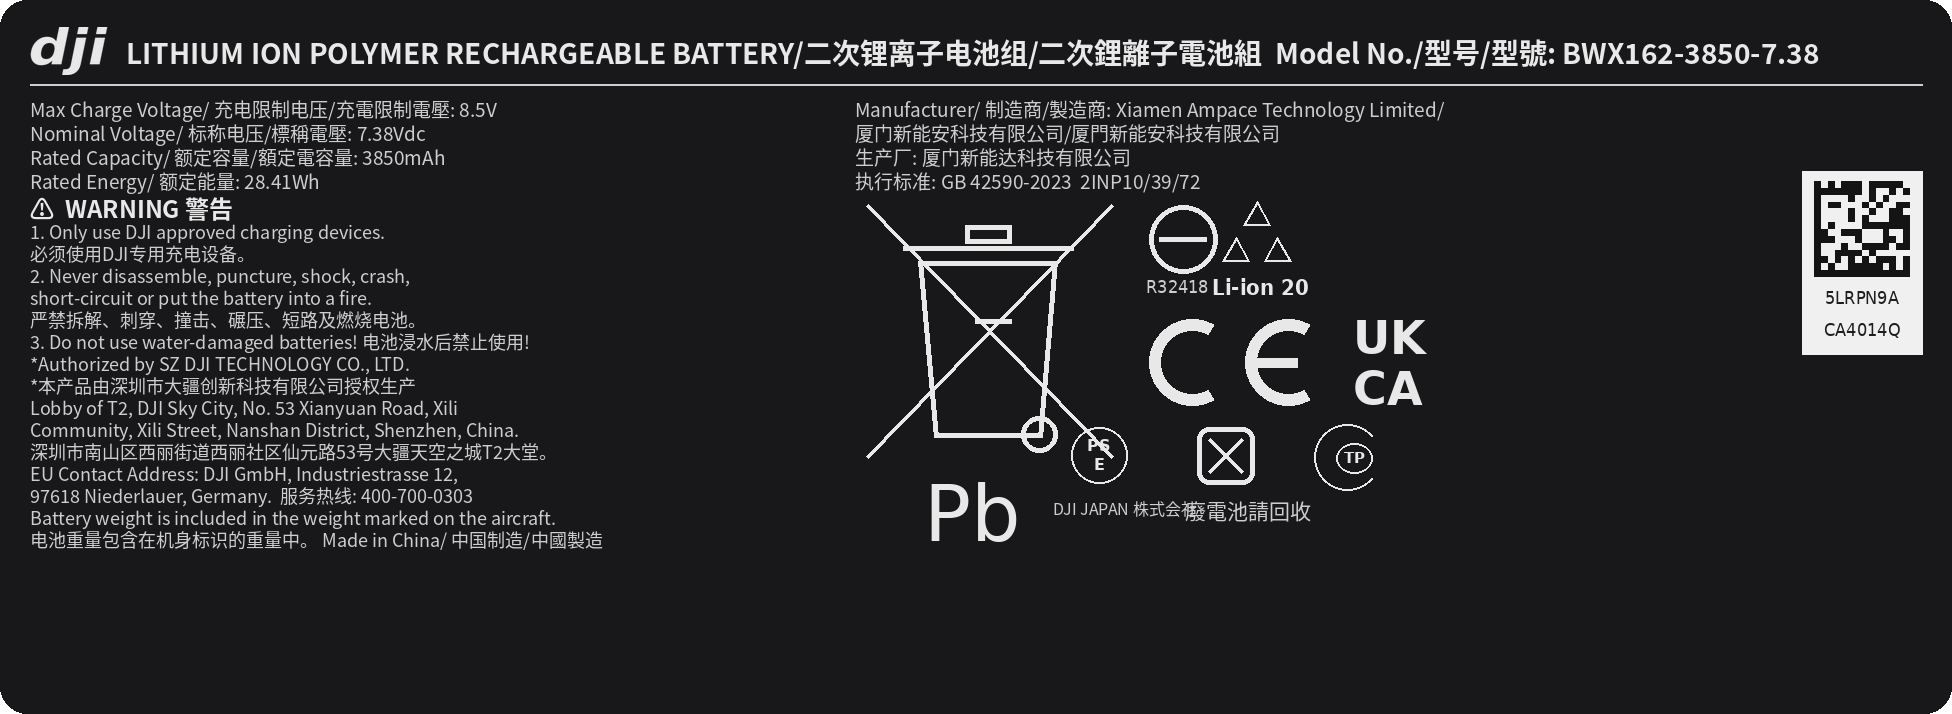 dji LITHIUM ION POLYMER RECHARGEABLE BATTERY/二次锂离子电池组/二次鋰離子電池組 Model No./型号/型號: BWX162-3850-7.38
Max Charge Voltage/ 充电限制电压/充電限制電壓: 8.5V
Nominal Voltage/ 标称电压/標稱電壓: 7.38Vdc
Rated Capacity/ 额定容量/額定電容量: 3850mAh
Rated Energy/ 额定能量: 28.41Wh
WARNING 警告
1. Only use DJI approved charging devices.
必须使用DJI专用充电设备。
2. Never disassemble, puncture, shock, crash,
short-circuit or put the battery into a fire.
严禁拆解、刺穿、撞击、碾压、短路及燃烧电池。
3. Do not use water-damaged batteries! 电池浸水后禁止使用!
*Authorized by SZ DJI TECHNOLOGY CO., LTD.
*本产品由深圳市大疆创新科技有限公司授权生产
Lobby of T2, DJI Sky City, No. 53 Xianyuan Road, Xili
Community, Xili Street, Nanshan District, Shenzhen, China.
深圳市南山区西丽街道西丽社区仙元路53号大疆天空之城T2大堂。
EU Contact Address: DJI GmbH, Industriestrasse 12,
97618 Niederlauer, Germany. 服务热线: 400-700-0303
Battery weight is included in the weight marked on the aircraft.
电池重量包含在机身标识的重量中。 Made in China/ 中国制造/中國製造
Manufacturer/ 制造商/製造商: Xiamen Ampace Technology Limited/
厦门新能安科技有限公司/厦門新能安科技有限公司
生产厂: 厦门新能达科技有限公司
执行标准: GB 42590-2023 2INP10/39/72
R32418 Li-ion 20
CE
UK
CA
PS
E
TP
Pb
DJI JAPAN 株式会社
廢電池請回收
5LRPN9A
CA4014Q